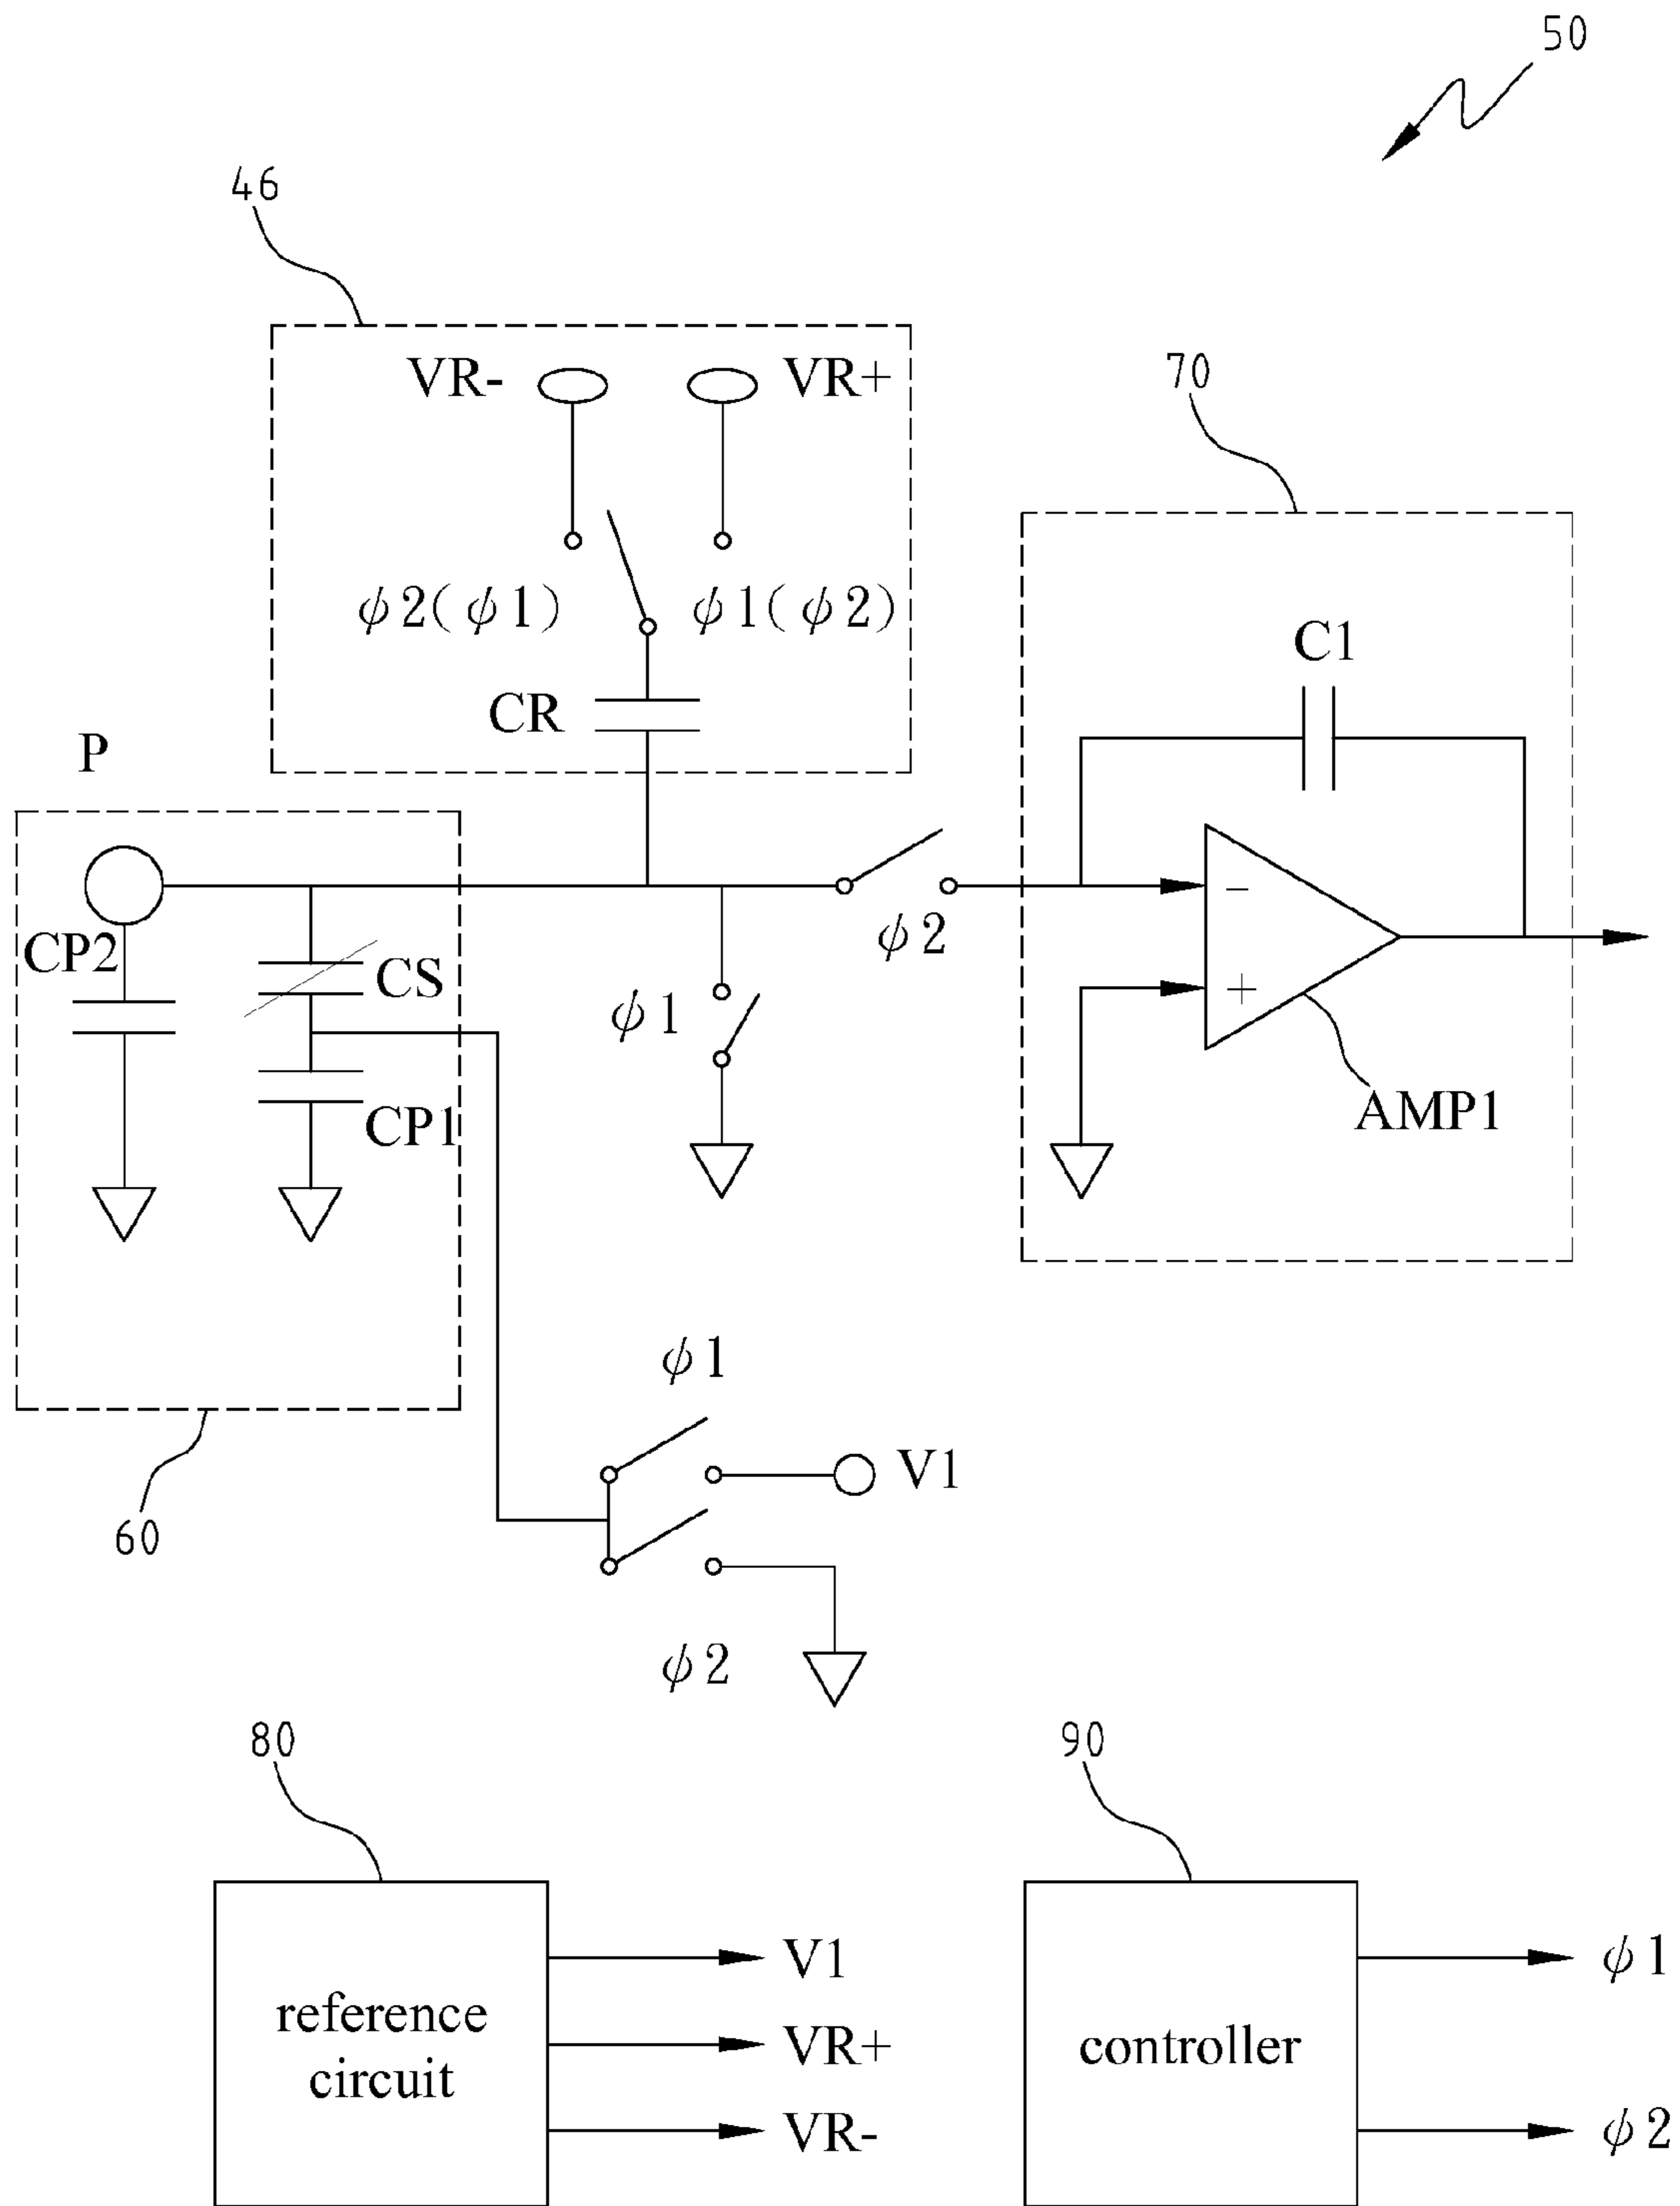 50
46
VR- VR+
70
φ2(φ1) φ1(φ2)
C1
CR
P
-
CP2
φ2
CS
+
φ1
CP1
AMP1
φ1
V1
60
φ2
80
90
V1
φ1
reference
circuit
VR+
controller
VR-
φ2